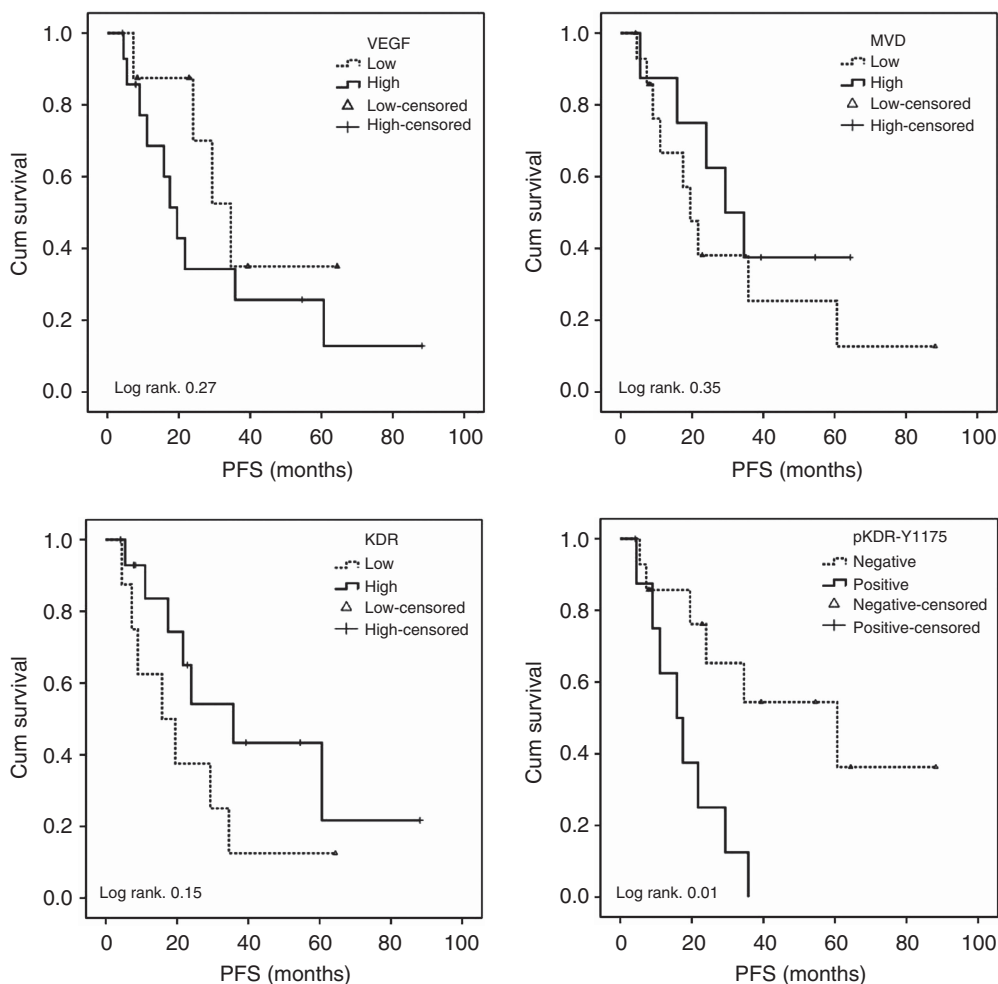 VEGF
Low
High
Low-censored
High-censored
1.0
0.8
0.6
0.4
0.2
0.0
Cum survival
Log rank. 0.27
0 20 40 60 80 100
PFS (months)
MVD
Low
High
Low-censored
High-censored
1.0
0.8
0.6
0.4
0.2
0.0
Cum survival
Log rank. 0.35
0 20 40 60 80 100
PFS (months)
KDR
Low
High
Low-censored
High-censored
1.0
0.8
0.6
0.4
0.2
0.0
Cum survival
Log rank. 0.15
0 20 40 60 80 100
PFS (months)
pKDR-Y1175
Negative
Positive
Negative-censored
Positive-censored
1.0
0.8
0.6
0.4
0.2
0.0
Cum survival
Log rank. 0.01
0 20 40 60 80 100
PFS (months)